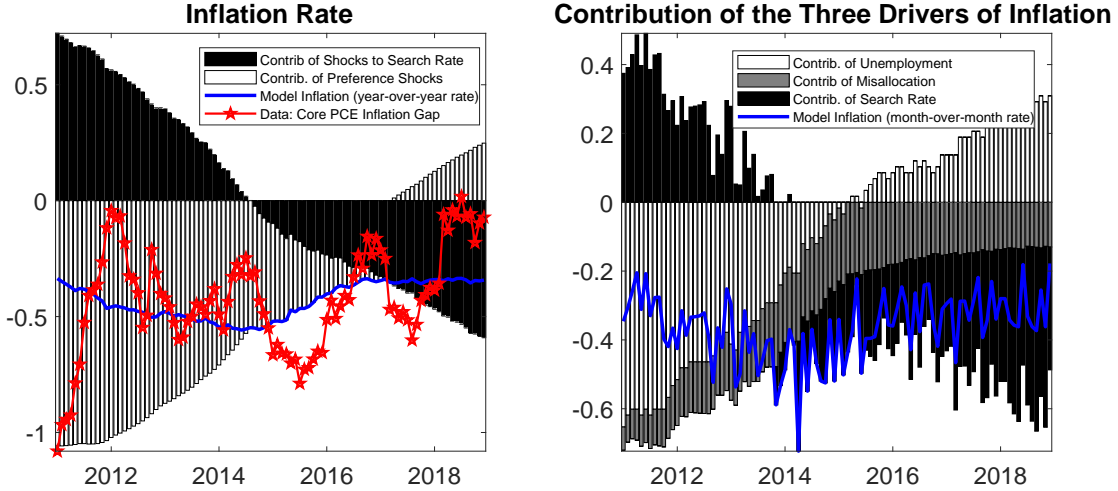 Inflation Rate
0.5
0
-0.5
-1
2012 2014 2016 2018
Contrib of Shocks to Search Rate
Contrib. of Preference Shocks
Model Inflation (year-over-year rate)
Data: Core PCE Inflation Gap
Contribution of the Three Drivers of Inflation
0.4
0.2
0
-0.2
-0.4
-0.6
2012 2014 2016 2018
Contrib. of Unemployment
Contrib of Misallocation
Contrib. of Search Rate
Model Inflation (month-over-month rate)